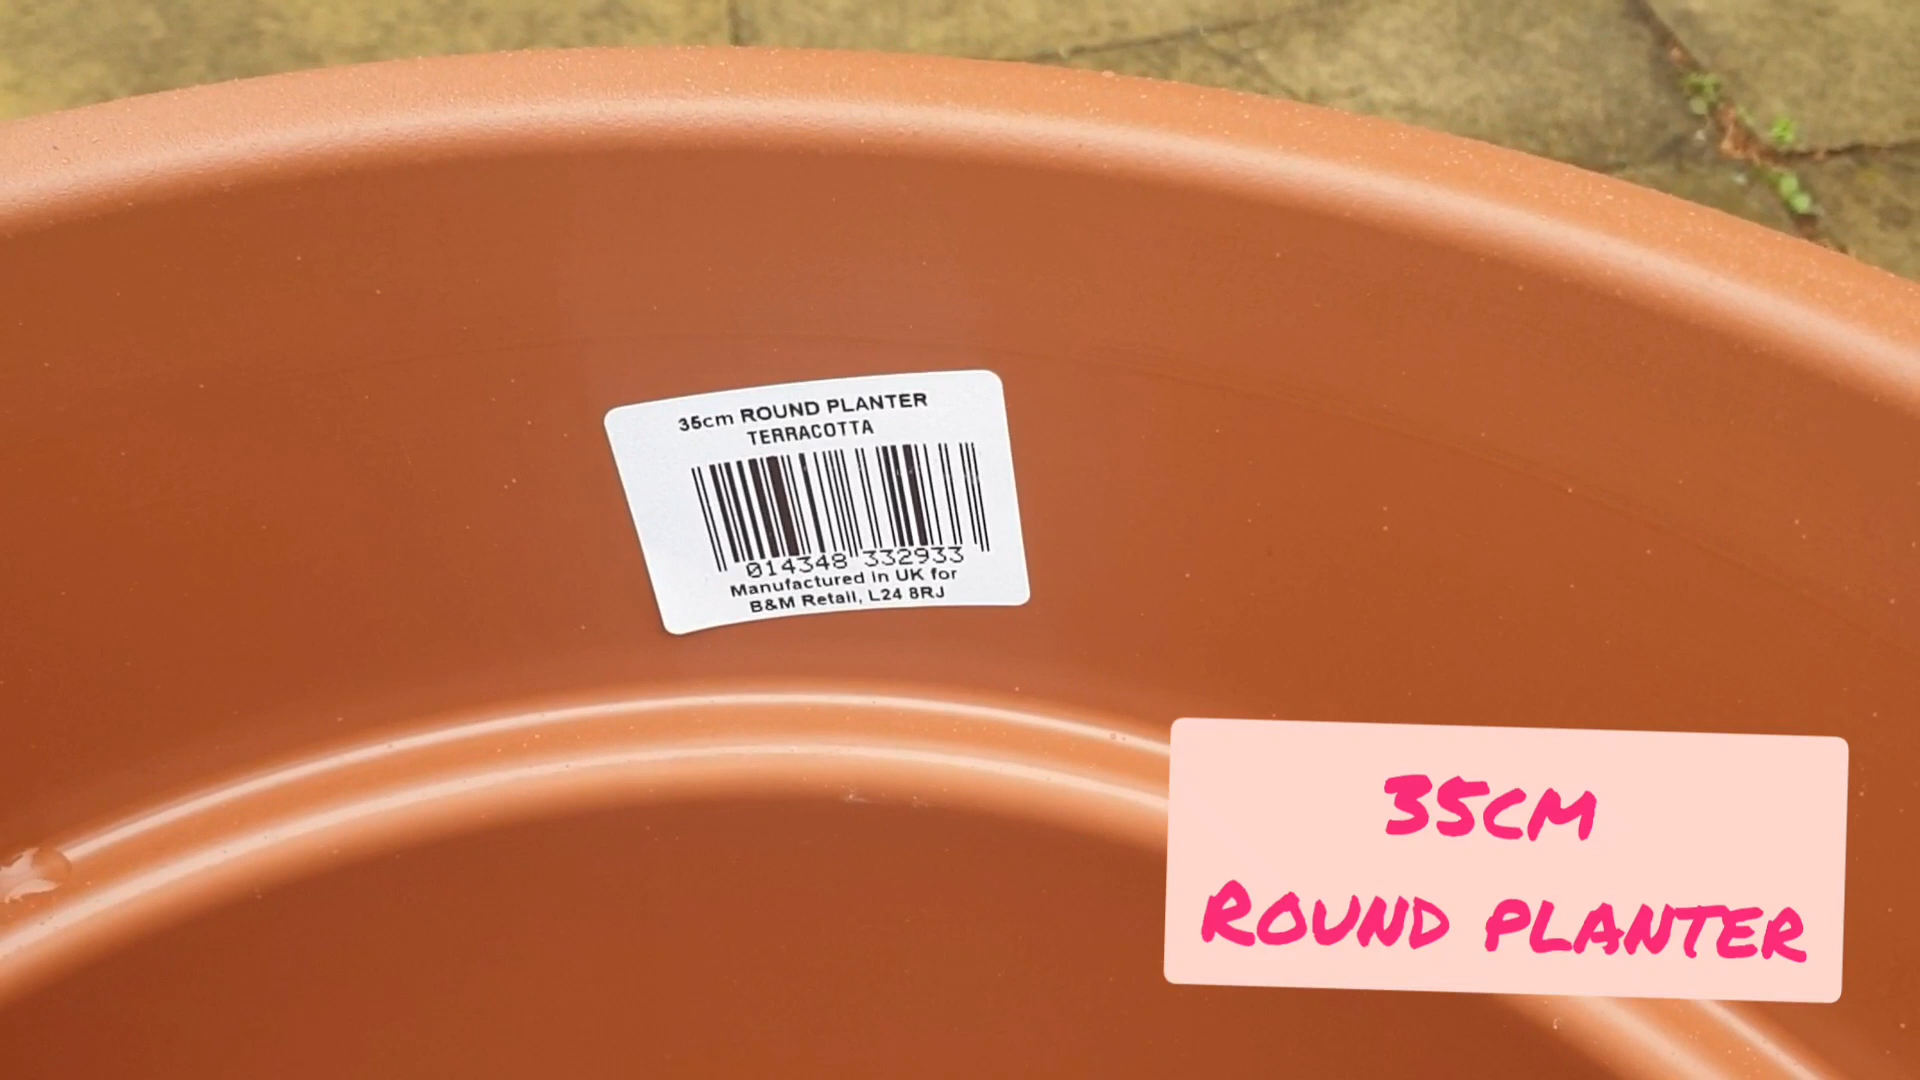 35cm ROUND PLANTER
TERRACOTTA
014348 332933
Manufactured in UK for
B&M Retail, L24 8RJ
35CM
ROUND PLANTER